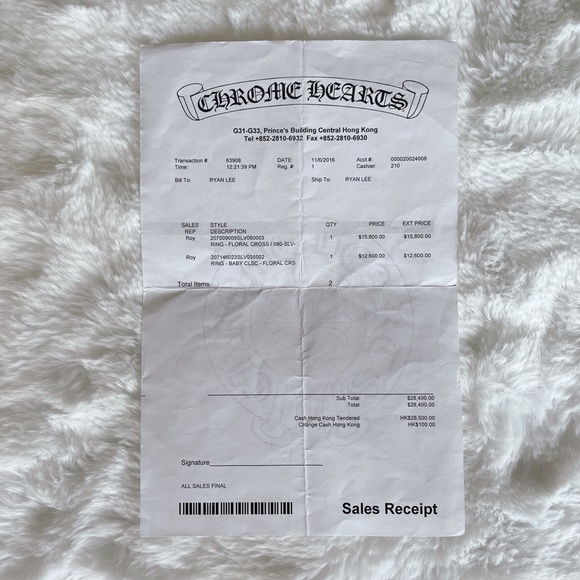 CHROME HEARTS
G31-G33, Prince's Building Central Hong Kong
Tel +852-2810-6932 Fax +852-2810-6930
Transaction #: 63908 DATE: 11/6/2016 Acct #: 000020024008
Time: 12:21:39 PM Reg. # 1 Cashier: 210
Bill To: RYAN LEE Ship To: RYAN LEE
SALES STYLE QTY PRICE EXT PRICE
REP DESCRIPTION
Roy 207009009SLV080003 1 $15,800.00 $15,800.00
RING - FLORAL CROSS / 080-SLV-
Roy 207146023SLV035002 1 $12,600.00 $12,600.00
RING - BABY CLSC - FLORAL CRS
Total Items 2
Sub Total $28,400.00
Total $28,400.00
Cash Hong Kong Tendered HK$28,500.00
Change Cash Hong Kong HK$100.00
Signature
ALL SALES FINAL
Sales Receipt